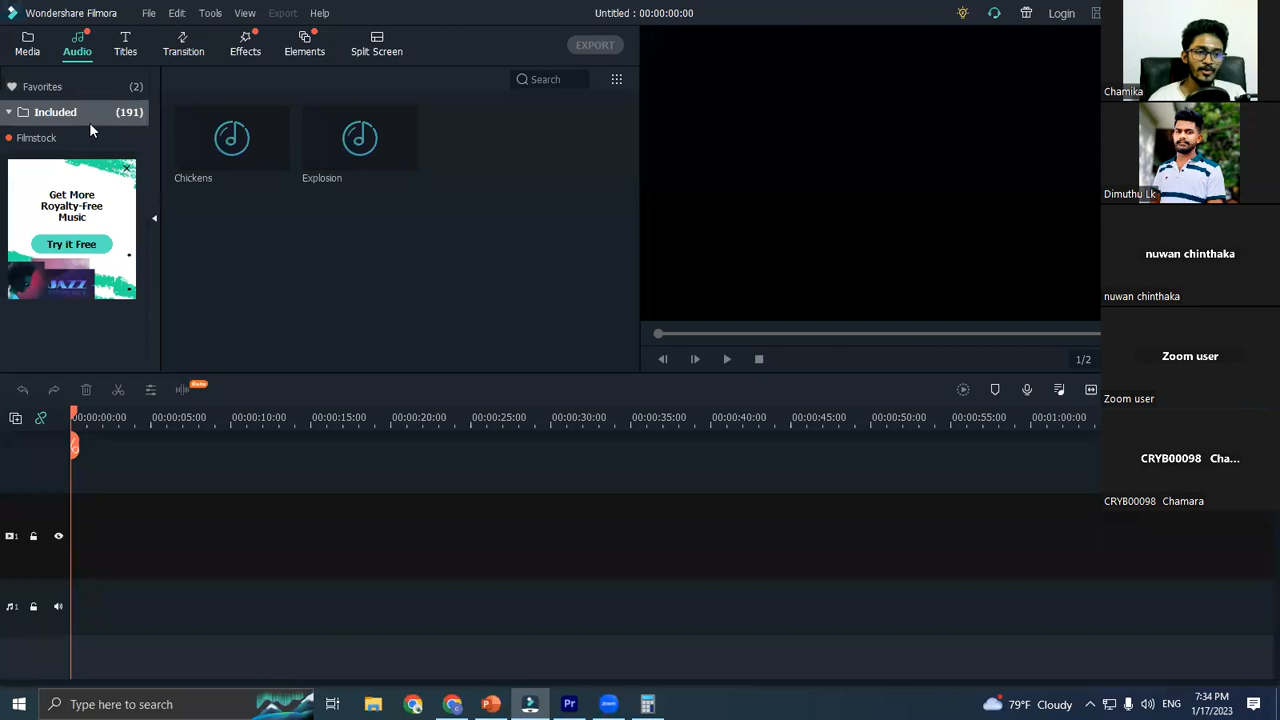 Wondershare Filmora File Edit Tools View Export Help Untitled : 00:00:00:00 Login
Media Audio Titles Transition Effects Elements Split Screen EXPORT
Favorites (2)
Search
Included (191)
Filmstock
Get More
Royalty-Free
Music
Try it Free
JAZZ
Chickens Explosion
1/2
Beta
00:00:00:00 00:00:05:00 00:00:10:00 00:00:15:00 00:00:20:00 00:00:25:00 00:00:30:00 00:00:35:00 00:00:40:00 00:00:45:00 00:00:50:00 00:00:55:00 00:01:00:00
1
1
Chamika
Dimuthu Lk
nuwan chinthaka
nuwan chinthaka
Zoom user
Zoom user
CRYB00098 Cha...
CRYB00098 Chamara
Type here to search
Pr
zoom
79°F Cloudy
ENG
7:34 PM
1/17/2023